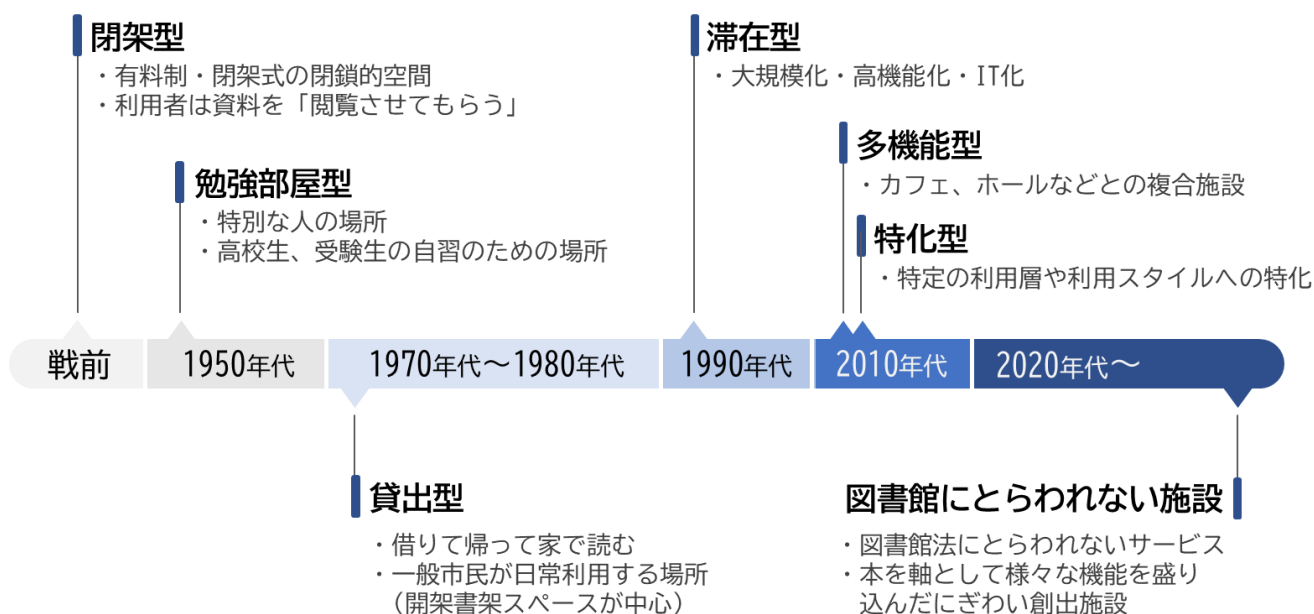 閉架型
・有料制・閉架式の閉鎖的空間
・利用者は資料を「閲覧させてもらう」
勉強部屋型
・特別な人の場所
・高校生、受験生の自習のための場所
滞在型
・大規模化・高機能化・IT化
多機能型
・カフェ、ホールなどとの複合施設
特化型
・特定の利用層や利用スタイルへの特化
戦前
1950年代
1970年代～1980年代
1990年代
2010年代
2020年代～
貸出型
・借りて帰って家で読む
・一般市民が日常利用する場所
（開架書架スペースが中心）
図書館にとらわれない施設
・図書館法にとらわれないサービス
・本を軸として様々な機能を盛り
込んだにぎわい創出施設